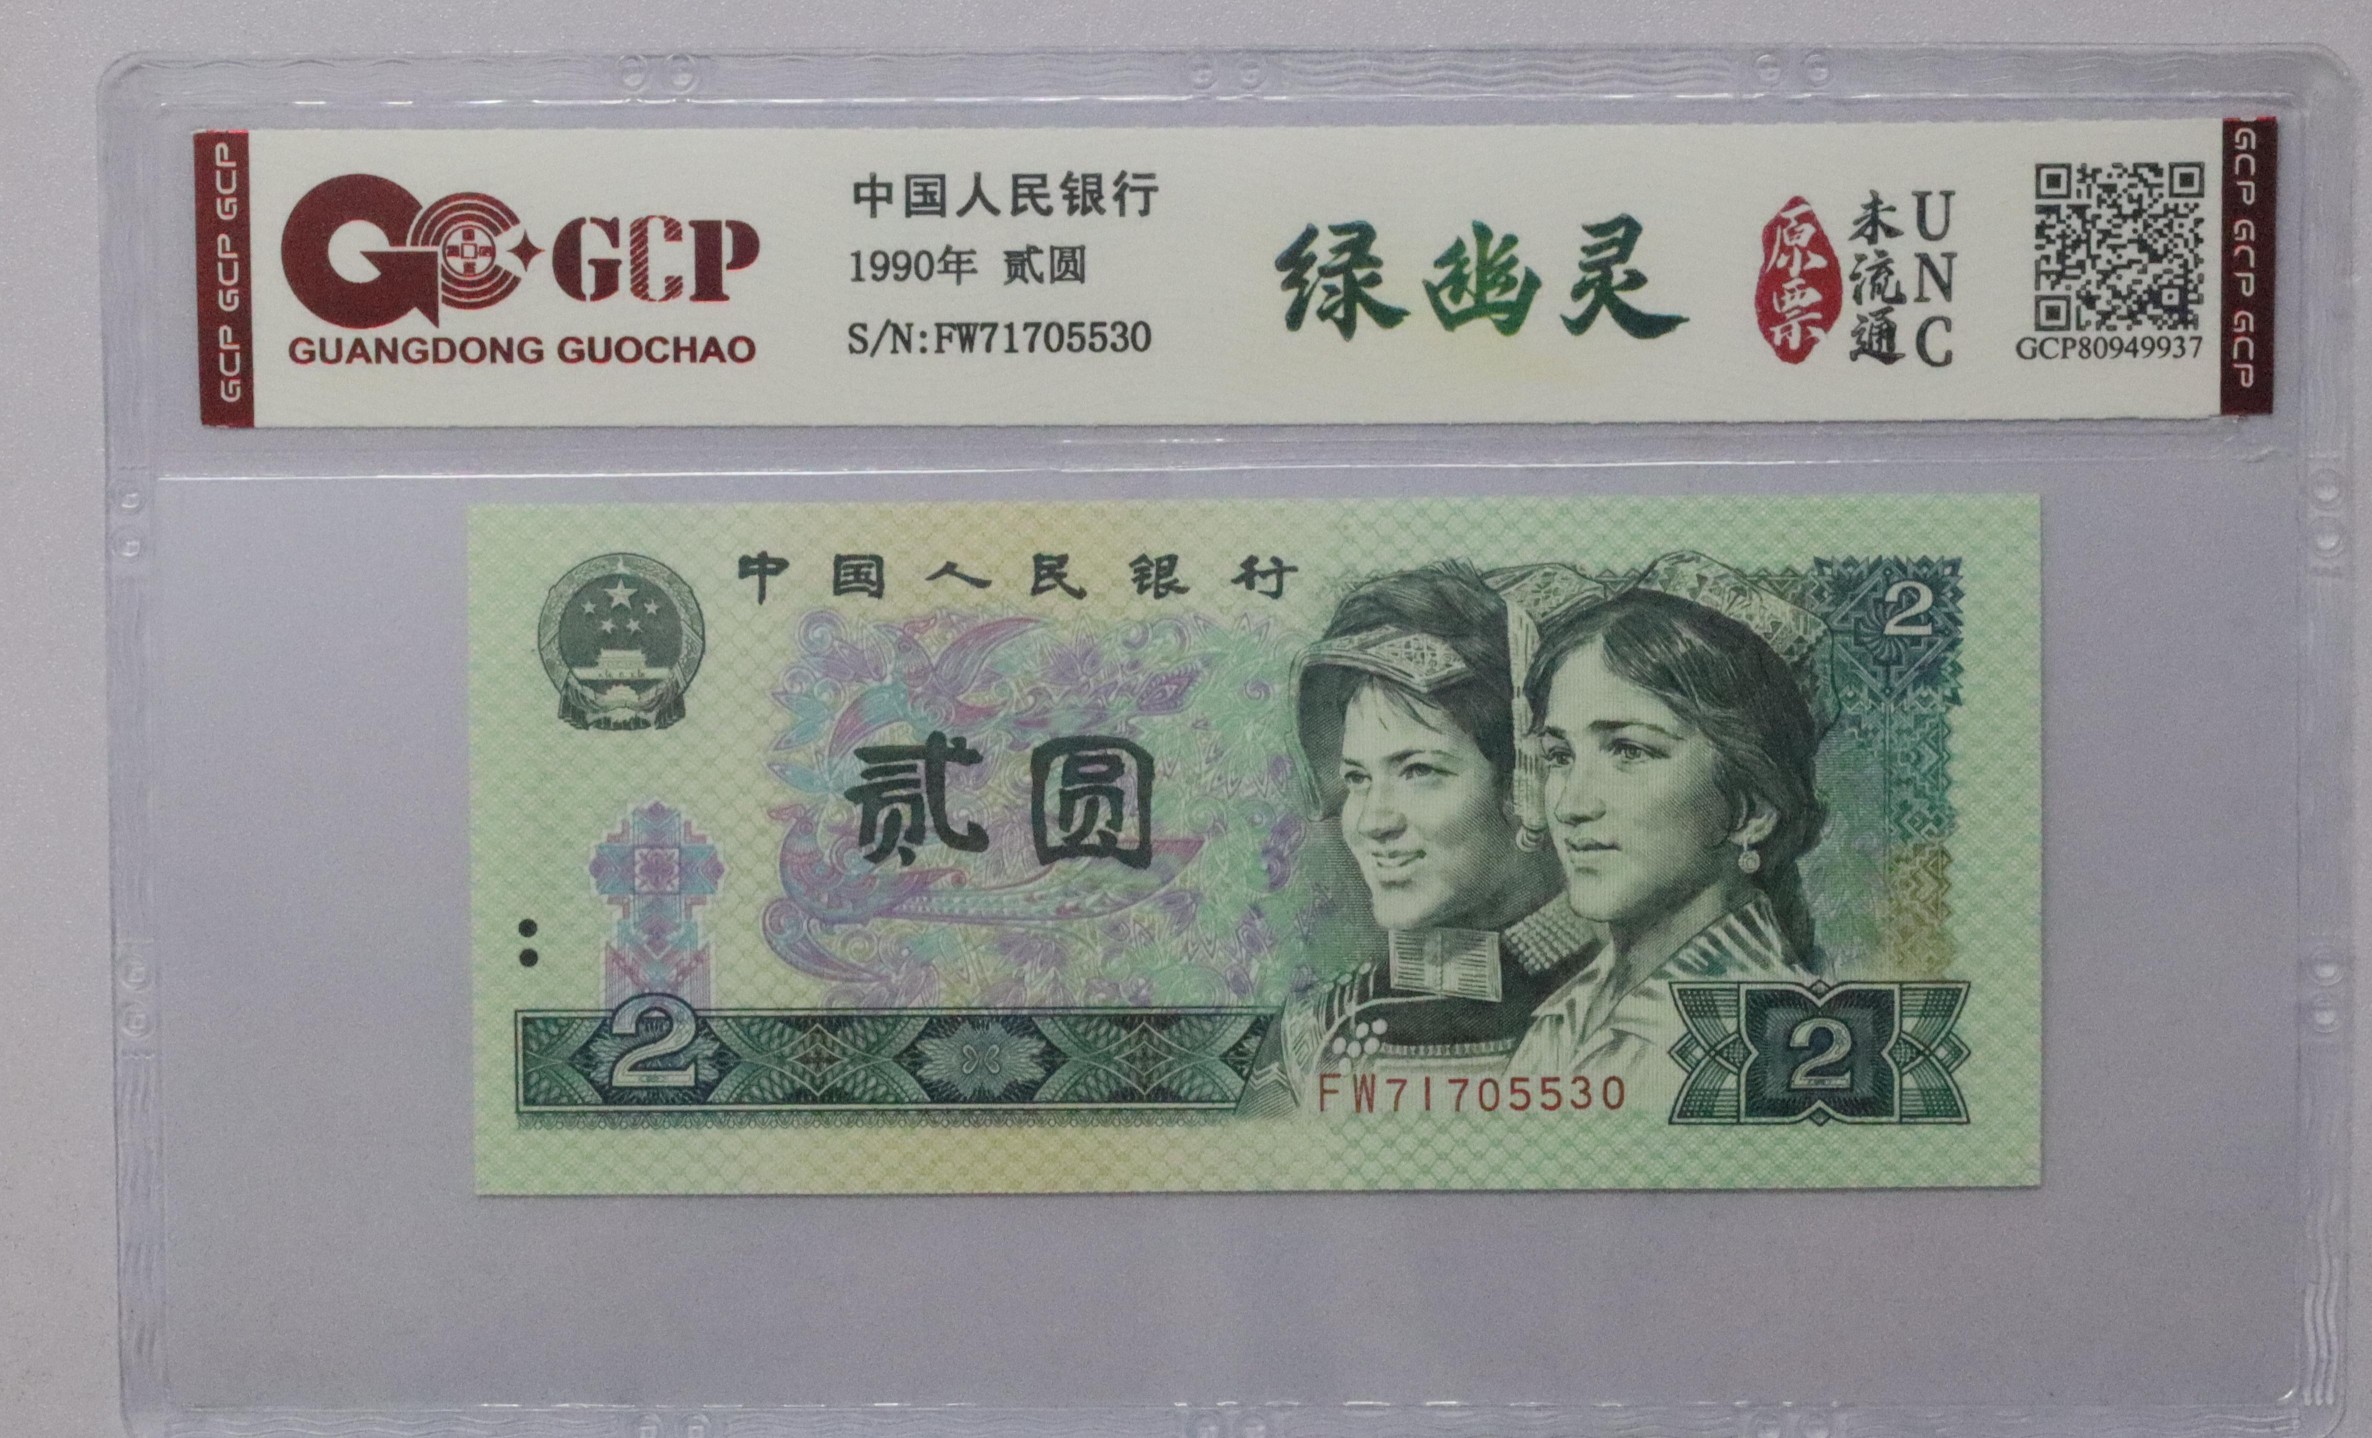 GCP GCP GCP
GCP
GUANGDONG GUOCHAO
中国人民银行
1990年 贰圆
S/N:FW71705530
绿幽灵
原票
未流通
UNC
GCP80949937
GCP GCP GCP
中国人民银行
2
贰圆
2
FW71705530
2